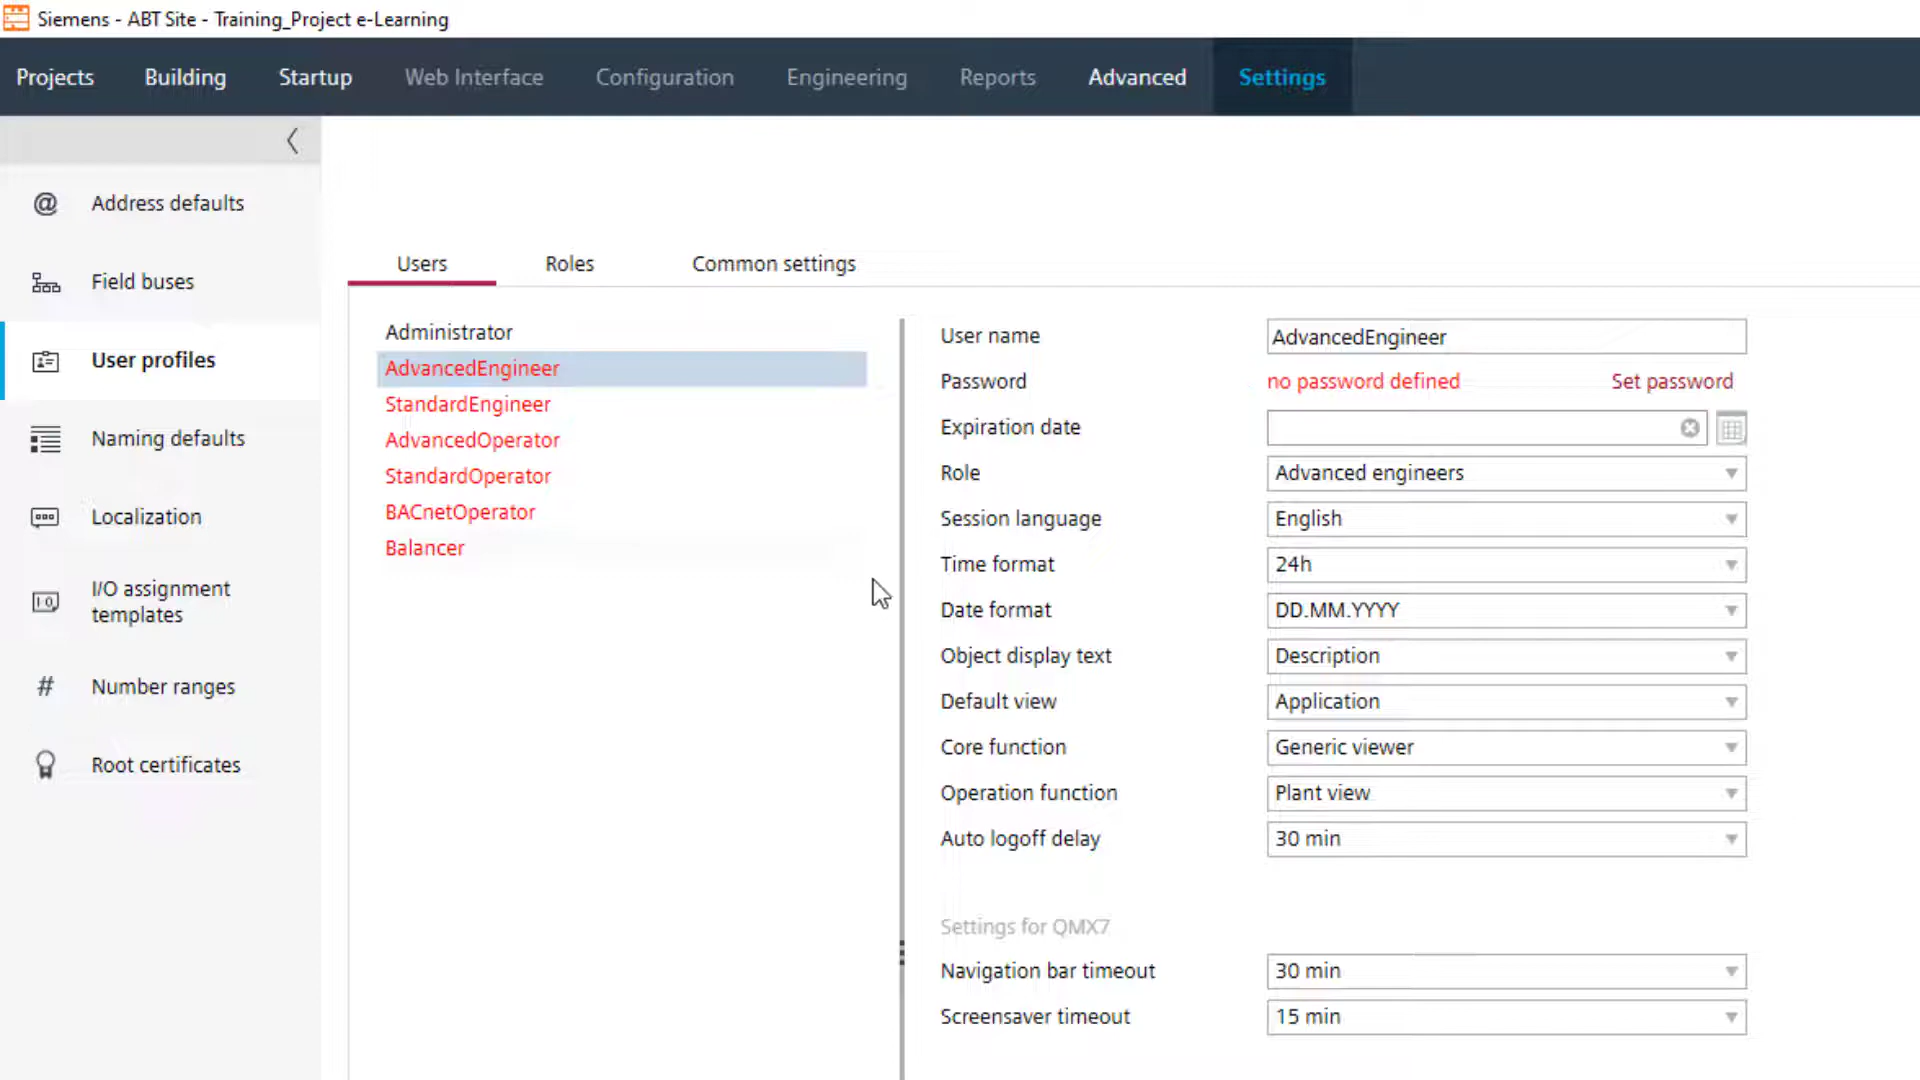 Siemens - ABT Site - Training_Project e-Learning
Projects Building Startup Web Interface Configuration Engineering Reports Advanced Settings
Address defaults
Field buses
User profiles
Naming defaults
Localization
I/O assignment
templates
Number ranges
Root certificates
Users Roles Common settings
Administrator
AdvancedEngineer
StandardEngineer
AdvancedOperator
StandardOperator
BACnetOperator
Balancer
User name AdvancedEngineer
Password no password defined Set password
Expiration date
Role Advanced engineers
Session language English
Time format 24h
Date format DD.MM.YYYY
Object display text Description
Default view Application
Core function Generic viewer
Operation function Plant view
Auto logoff delay 30 min
Settings for QMX7
Navigation bar timeout 30 min
Screensaver timeout 15 min